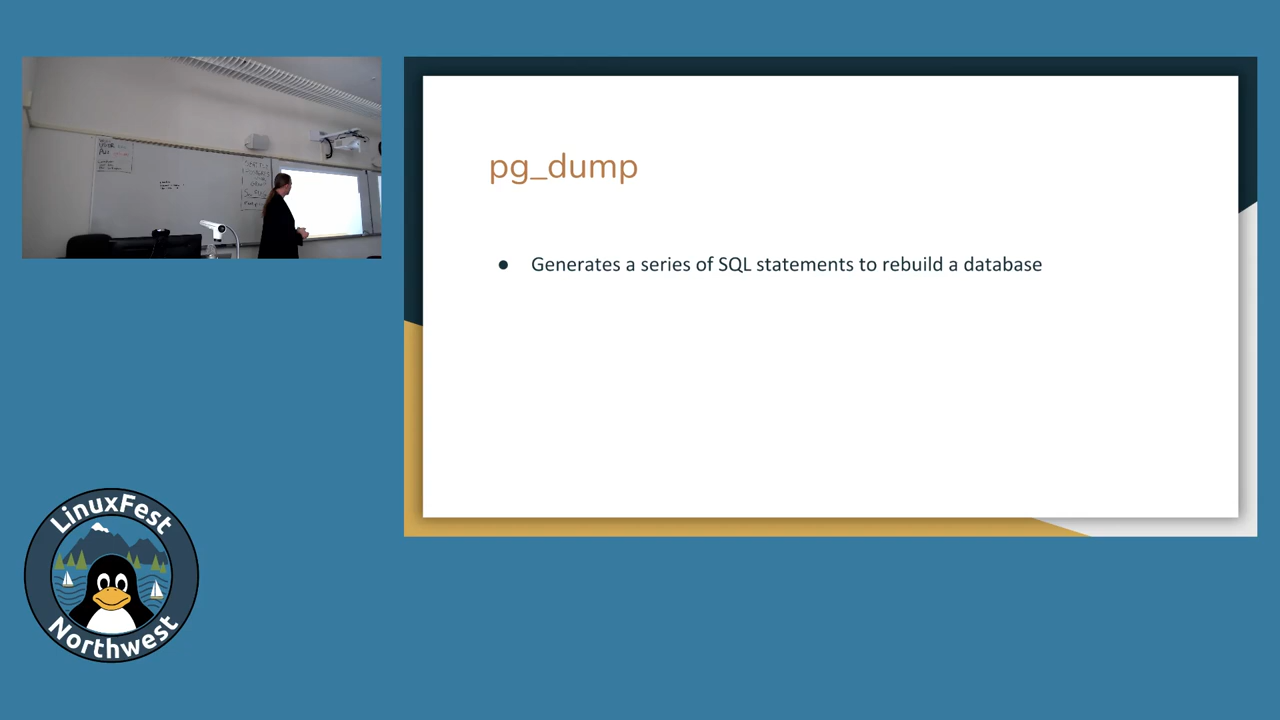 pg_dump
● Generates a series of SQL statements to rebuild a database
LinuxFest
Northwest